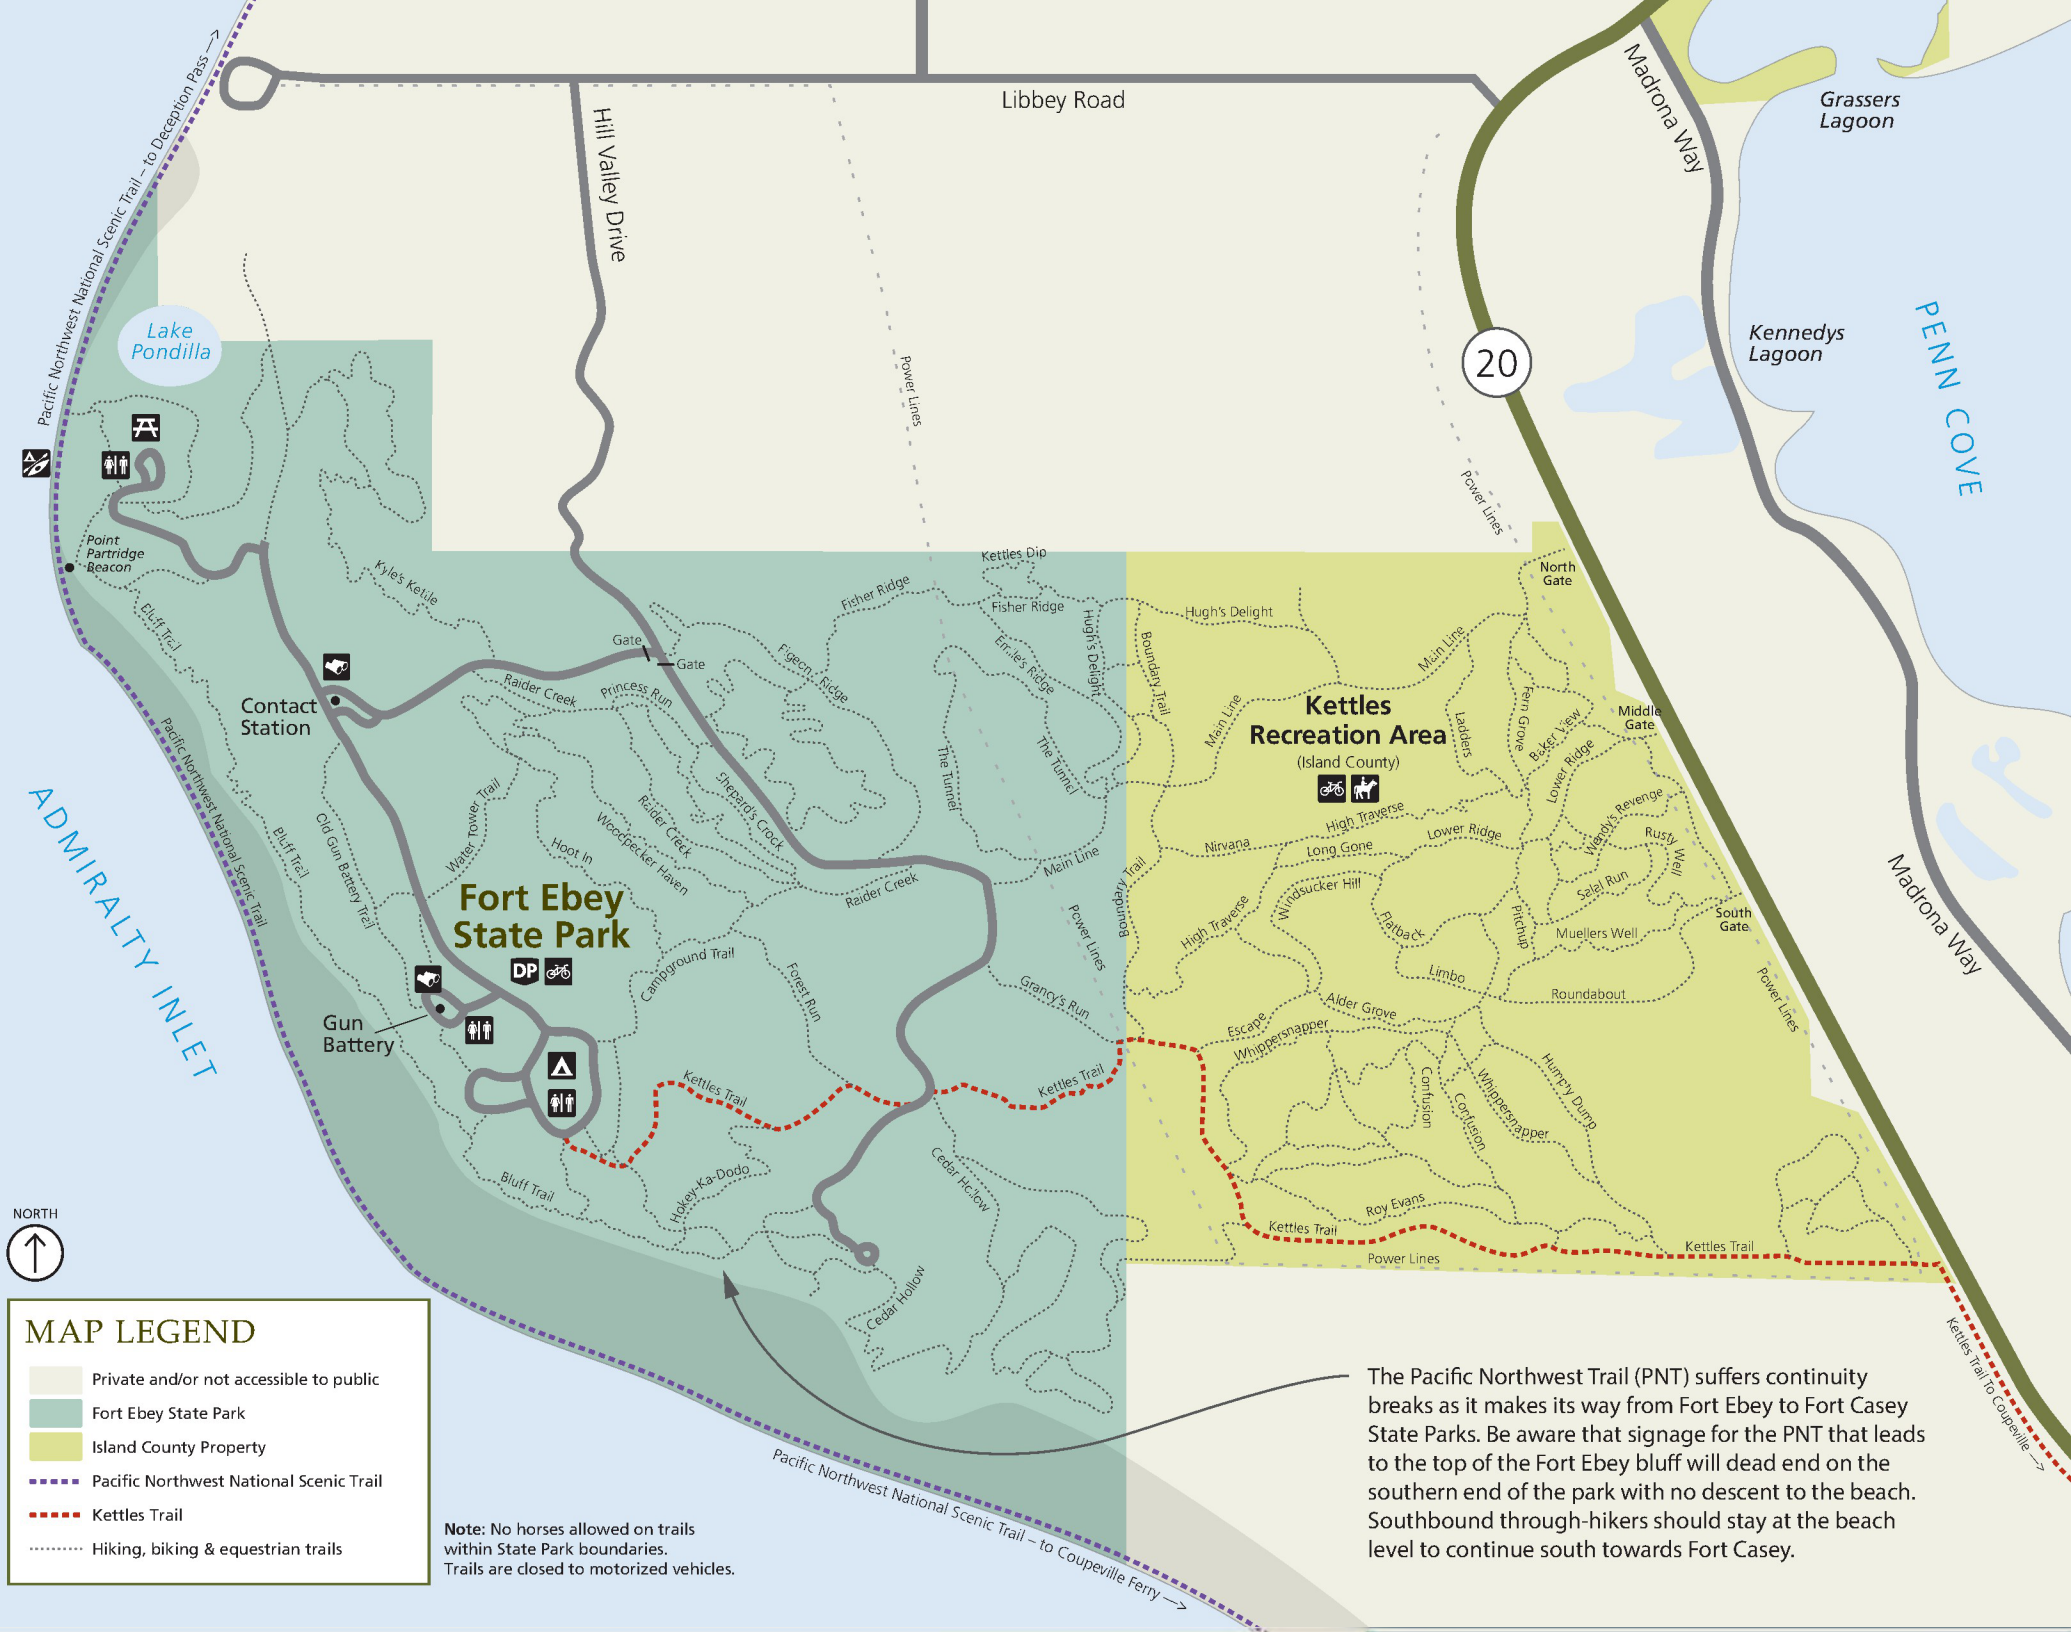 Pacific Northwest National Scenic Trail – to Deception Pass —>
Libbey Road
Hill Valley Drive
Madrona Way
Grassers
Lagoon
Kennedys
Lagoon
PENN COVE
20
Lake
Pondilla
Power Lines
Power Lines
Point
Partridge
Beacon
Bluff Trail
Kyle's Kettle
Gate
Gate
Contact
Station
Raider Creek
Princess Run
Pigeon Ridge
Fisher Ridge
Kettles Dip
Fisher Ridge
Emile's Ridge
Hugh's Delight
Boundary Trail
Hugh's Delight
North
Gate
Main Line
Main Line
Kettles
Recreation Area
(Island County)
Ladders
Fern Grove
Baker View
Lower Ridge
Middle
Gate
The Tunnel
The Tunnel
Shepard's Crook
Raider Creek
Woodpecker Haven
Hoot In
Water Tower Trail
Old Gun Battery Trail
Bluff Trail
Pacific Northwest National Scenic Trail
ADMIRALTY INLET
Fort Ebey
State Park
DP
Raider Creek
Main Line
Boundary Trail
Power Lines
Nirvana
High Traverse
Long Gone
Lower Ridge
Wendy's Revenge
Rusty Well
Windsucker Hill
High Traverse
Flatback
Pitchup
Salal Run
Muellers Well
South
Gate
Limbo
Roundabout
Power Lines
Madrona Way
Campground Trail
Forest Run
Grancy's Run
Gun
Battery
Escape
Whippersnapper
Alder Grove
Confusion
Confusion
Whippersnapper
Humpty Dump
Kettles Trail
Kettles Trail
Hokey-Ka-Dodo
Bluff Trail
Cedar Hollow
Cedar Hollow
Roy Evans
Kettles Trail
Kettles Trail
Power Lines
Kettles Trail To Coupeville —>
NORTH
MAP LEGEND
Private and/or not accessible to public
Fort Ebey State Park
Island County Property
Pacific Northwest National Scenic Trail
Kettles Trail
Hiking, biking & equestrian trails
Note: No horses allowed on trails
within State Park boundaries.
Trails are closed to motorized vehicles.
Pacific Northwest National Scenic Trail – to Coupeville Ferry —>
The Pacific Northwest Trail (PNT) suffers continuity
breaks as it makes its way from Fort Ebey to Fort Casey
State Parks. Be aware that signage for the PNT that leads
to the top of the Fort Ebey bluff will dead end on the
southern end of the park with no descent to the beach.
Southbound through-hikers should stay at the beach
level to continue south towards Fort Casey.